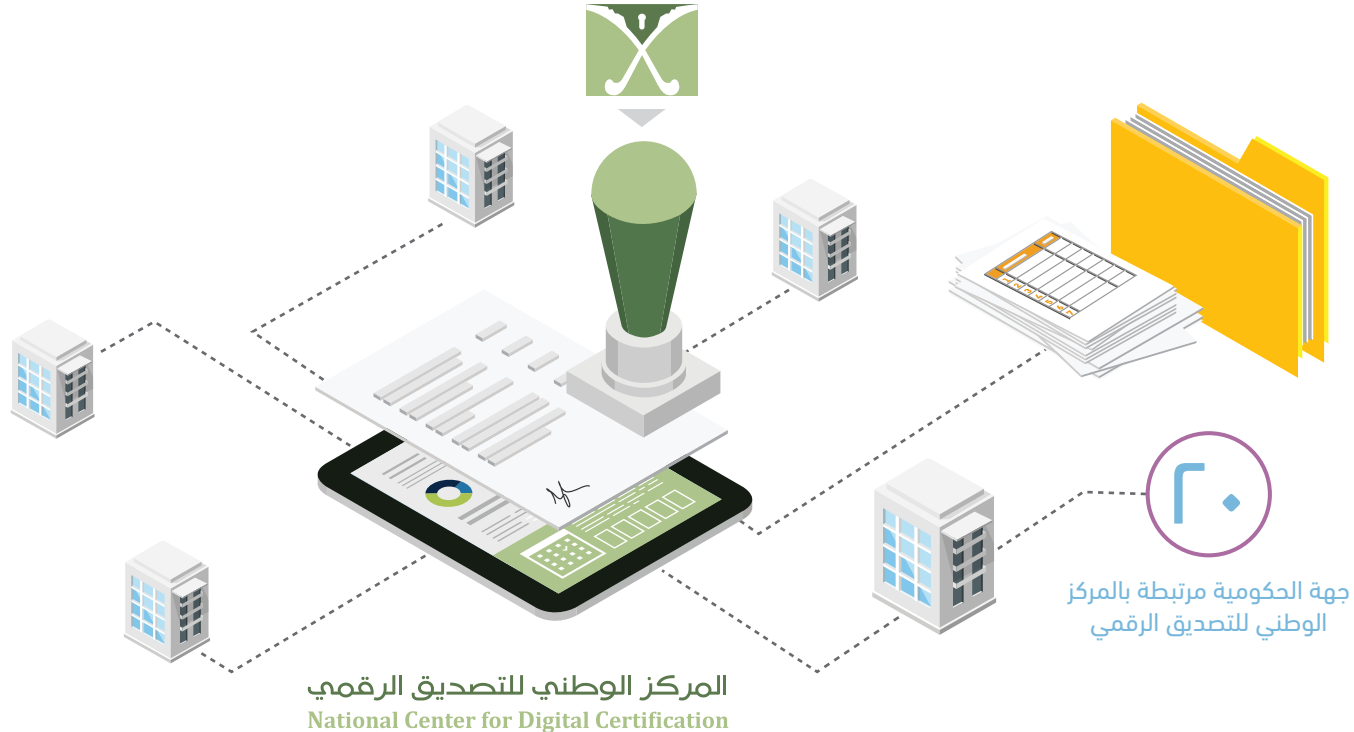 ٢٠
جهة الحكومية مرتبطة بالمركز
الوطني للتصديق الرقمي
المركز الوطني للتصديق الرقمي
National Center for Digital Certification